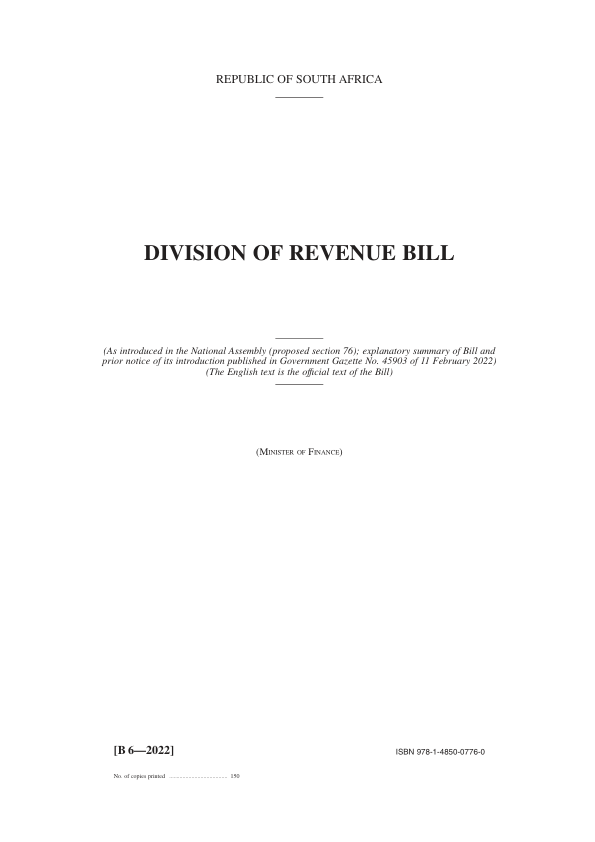 REPUBLIC OF SOUTH AFRICA
DIVISION OF REVENUE BILL
(As introduced in the National Assembly (proposed section 76); explanatory summary of Bill and
prior notice of its introduction published in Government Gazette No. 45903 of 11 February 2022)
(The English text is the official text of the Bill)
(Minister of Finance)
[B 6—2022]
ISBN 978-1-4850-0776-0
No. of copies printed ......................................... 150